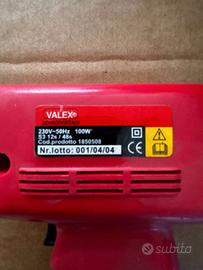 VALEX®
230V~50Hz 100W
S3 12s / 48s
Cod.prodotto 1850508
Nr.lotto: 001/04/04
subito